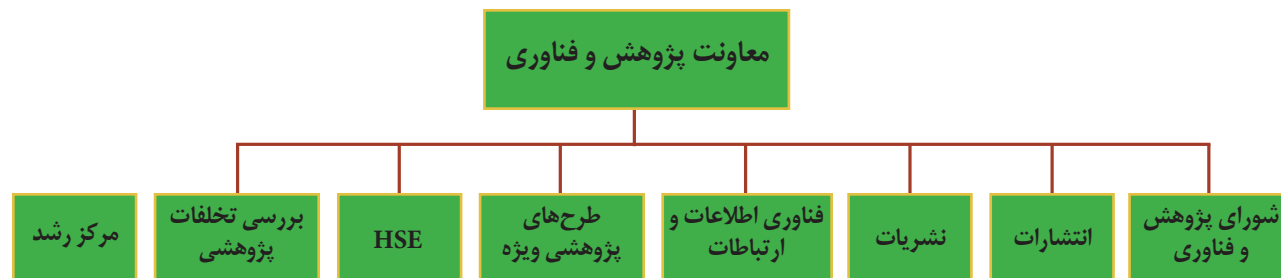 معاونت پژوهش و فناوری
شورای پژوهش
و فناوری
انتشارات
نشریات
فناوری اطلاعات و
ارتباطات
طرح‌های
پژوهشی ویژه
HSE
بررسی تخلفات
پژوهشی
مرکز رشد